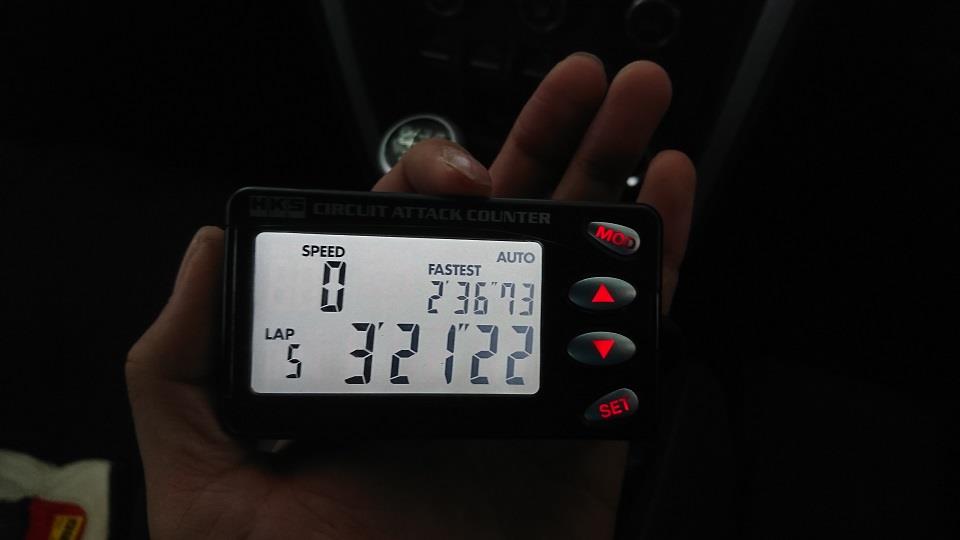 HKS CIRCUIT ATTACK COUNTER
MOD
SPEED AUTO
0 FASTEST
2'36"73
LAP
5 3'21"22
SET